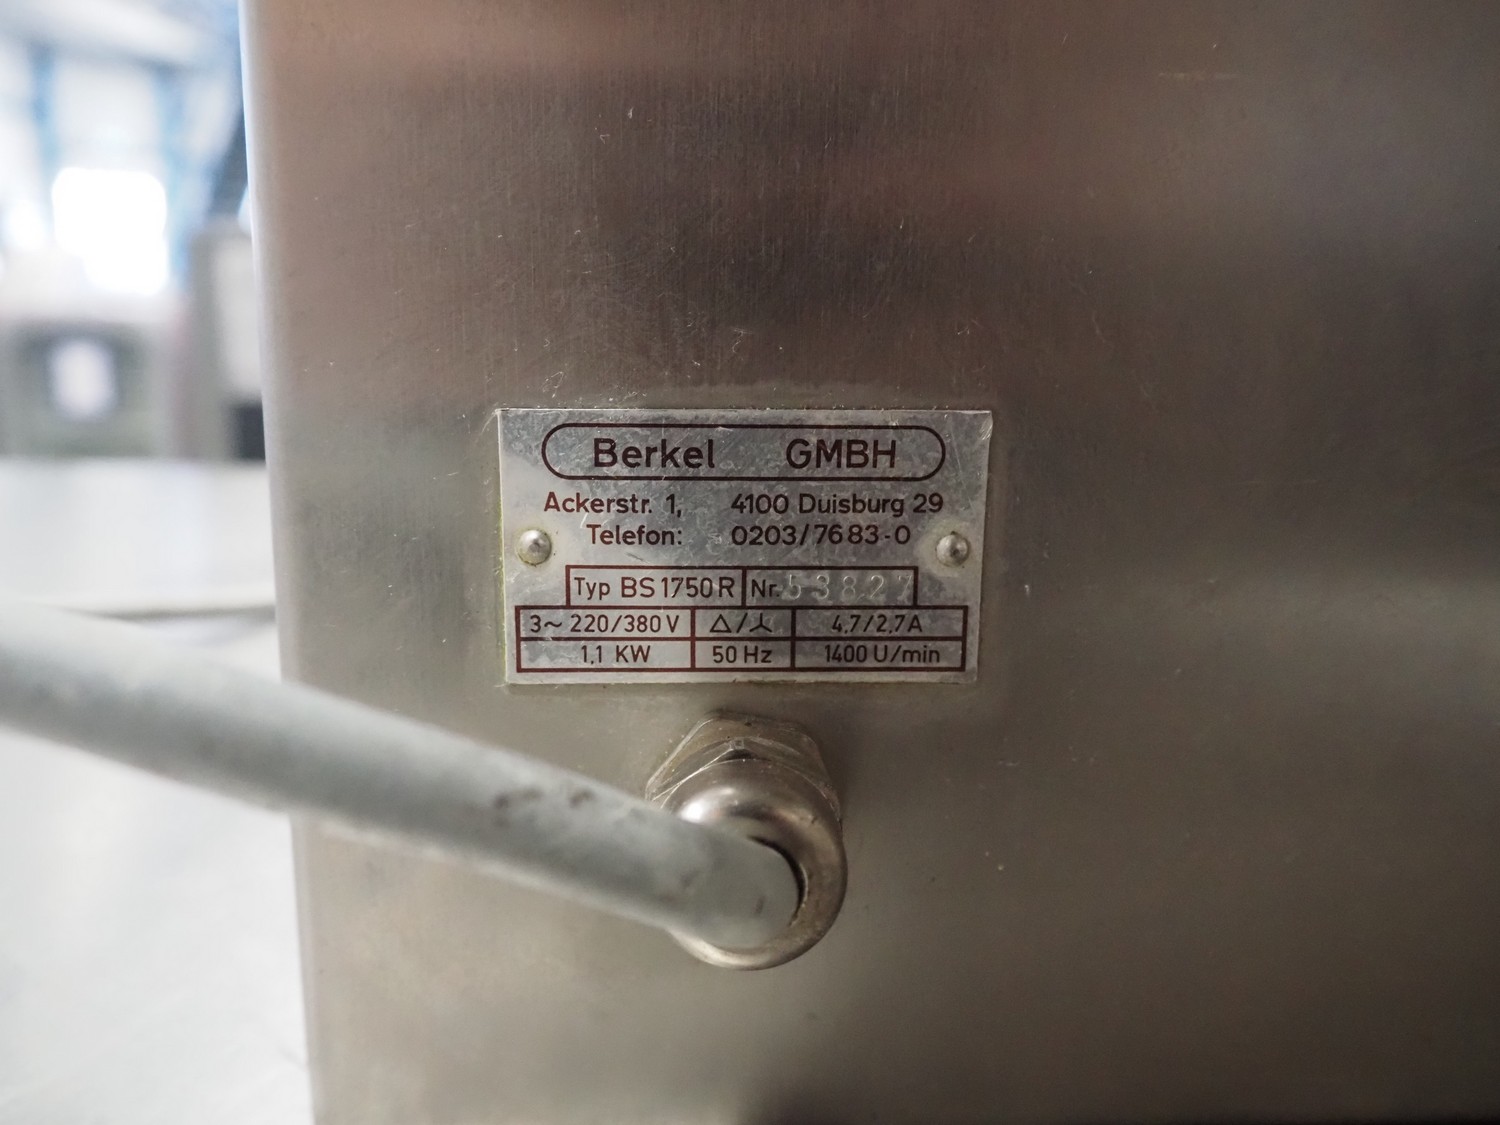 Berkel GMBH
Ackerstr. 1, 4100 Duisburg 29
Telefon: 0203/7683-0
Typ BS 1750 R Nr. 53827
3~ 220/380 V △/⅄ 4,7/2,7A
1,1 KW 50 Hz 1400 U/min